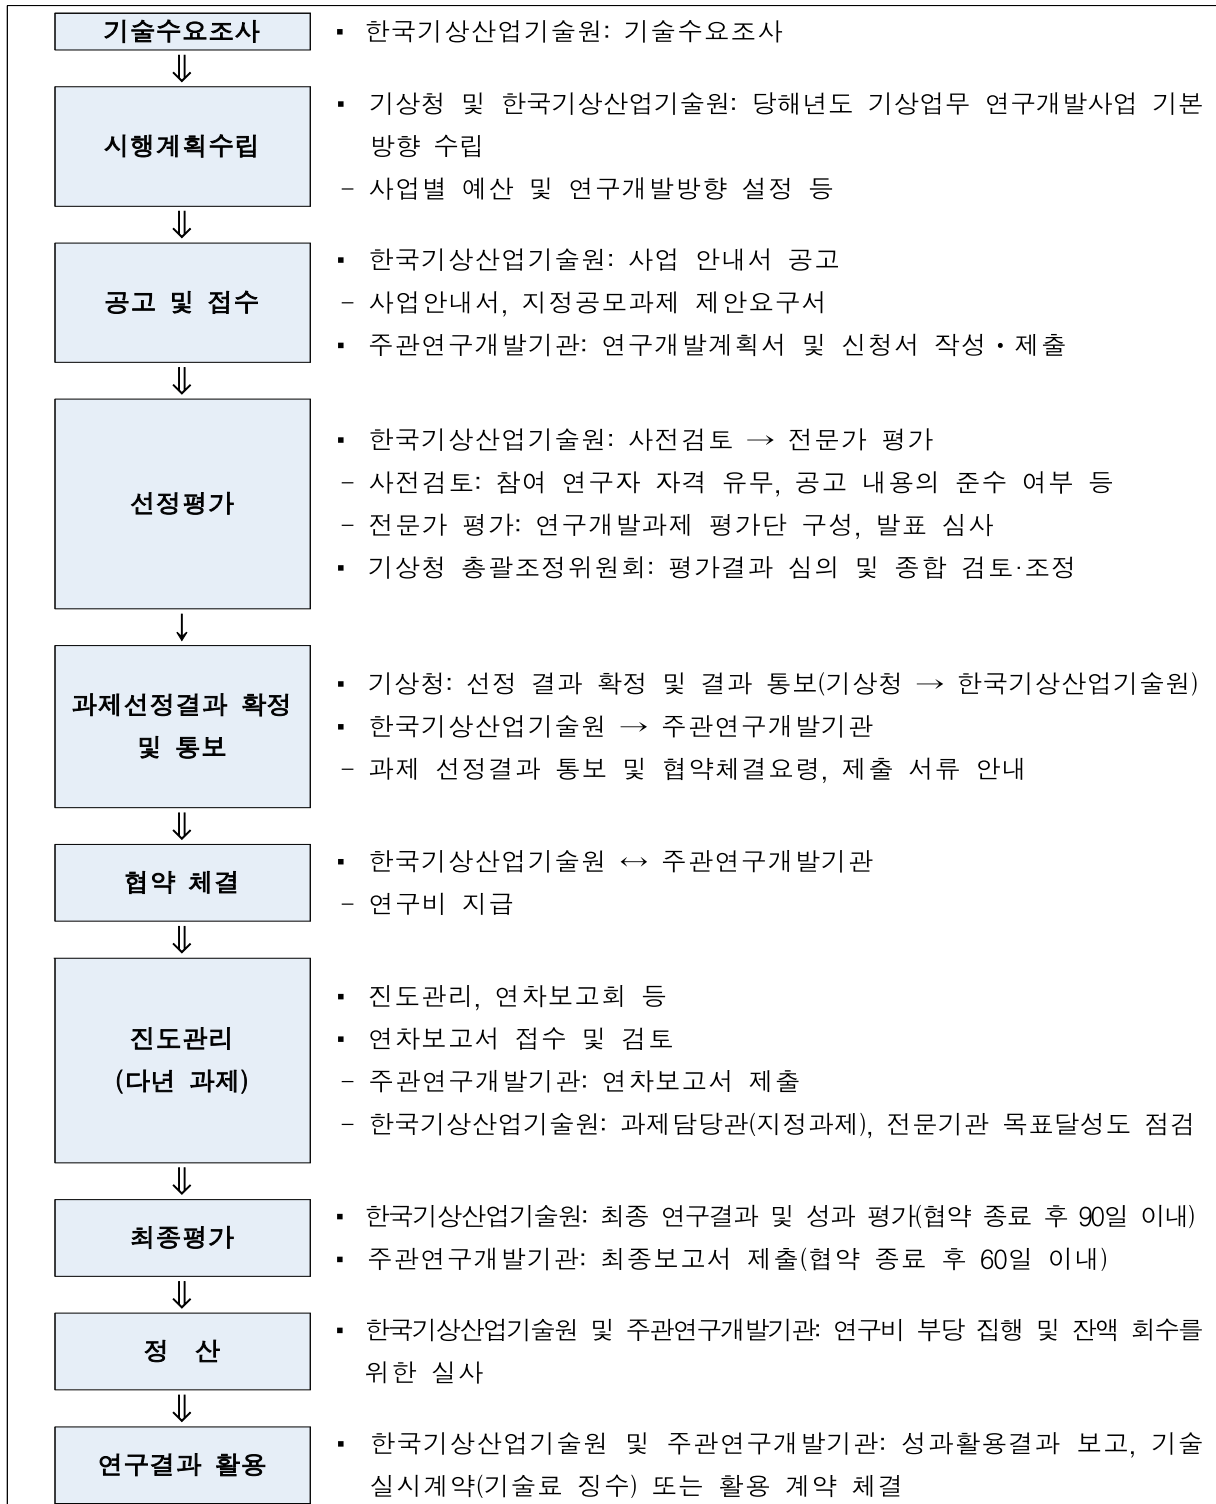 기술수요조사
▪ 한국기상산업기술원: 기술수요조사
⇓
시행계획수립
▪ 기상청 및 한국기상산업기술원: 당해년도 기상업무 연구개발사업 기본
방향 수립
– 사업별 예산 및 연구개발방향 설정 등
⇓
공고 및 접수
▪ 한국기상산업기술원: 사업 안내서 공고
– 사업안내서, 지정공모과제 제안요구서
▪ 주관연구개발기관: 연구개발계획서 및 신청서 작성・제출
⇓
선정평가
▪ 한국기상산업기술원: 사전검토 → 전문가 평가
– 사전검토: 참여 연구자 자격 유무, 공고 내용의 준수 여부 등
– 전문가 평가: 연구개발과제 평가단 구성, 발표 심사
▪ 기상청 총괄조정위원회: 평가결과 심의 및 종합 검토·조정
↓
과제선정결과 확정
및 통보
▪ 기상청: 선정 결과 확정 및 결과 통보(기상청 → 한국기상산업기술원)
▪ 한국기상산업기술원 → 주관연구개발기관
– 과제 선정결과 통보 및 협약체결요령, 제출 서류 안내
⇓
협약 체결
▪ 한국기상산업기술원 ↔ 주관연구개발기관
– 연구비 지급
⇓
진도관리
(다년 과제)
▪ 진도관리, 연차보고회 등
▪ 연차보고서 접수 및 검토
– 주관연구개발기관: 연차보고서 제출
– 한국기상산업기술원: 과제담당관(지정과제), 전문기관 목표달성도 점검
⇓
최종평가
▪ 한국기상산업기술원: 최종 연구결과 및 성과 평가(협약 종료 후 90일 이내)
▪ 주관연구개발기관: 최종보고서 제출(협약 종료 후 60일 이내)
⇓
정 산
▪ 한국기상산업기술원 및 주관연구개발기관: 연구비 부당 집행 및 잔액 회수를
위한 실사
⇓
연구결과 활용
▪ 한국기상산업기술원 및 주관연구개발기관: 성과활용결과 보고, 기술
실시계약(기술료 징수) 또는 활용 계약 체결